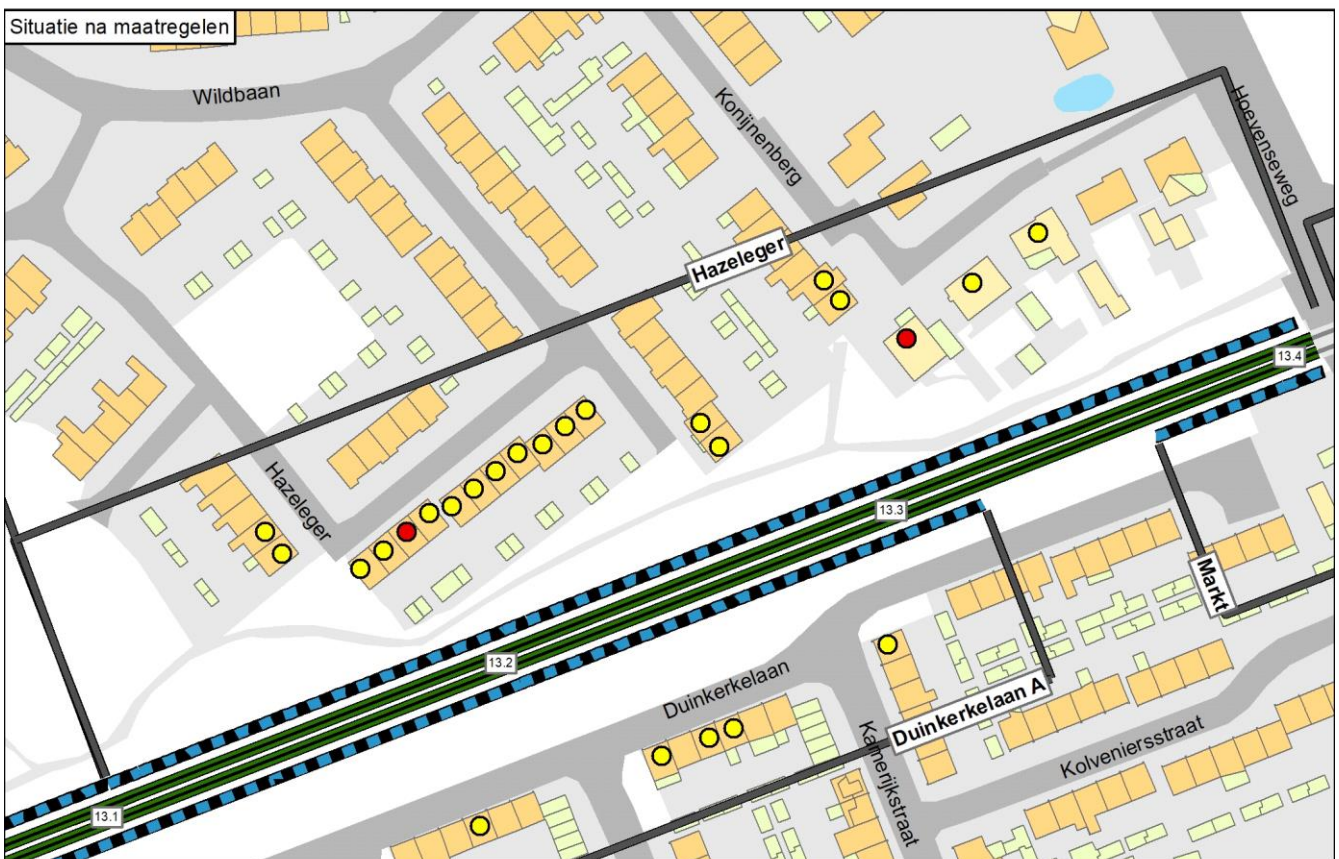 Situatie na maatregelen
Wildbaan
Konijnenberg
Hoevenseweg
Hazeleger
Hazeleger
13.4
13.3
Markt
13.2
Duinkerkelaan
Duinkerkelaan A
Kamerijkstraat
Kolveniersstraat
13.1